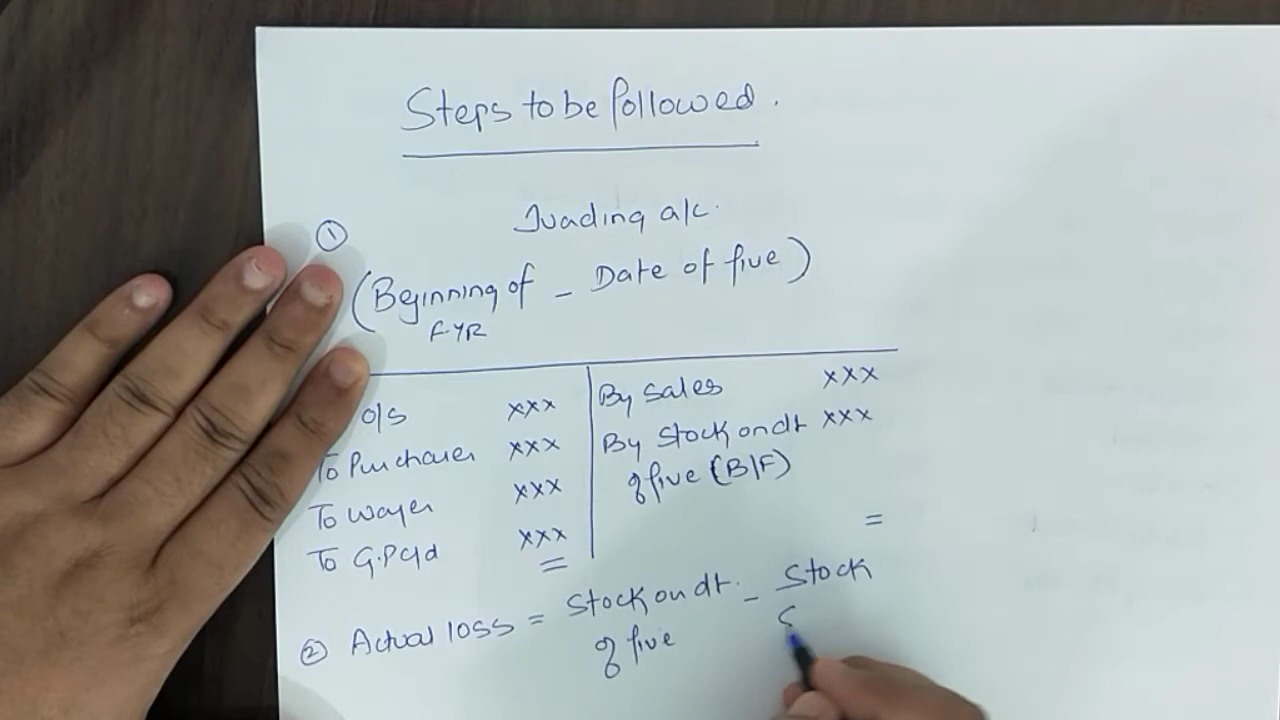 Steps to be followed.
①
Trading a/c.
(Beginning of - Date of fire)
F-YR
O/S xxx
By Sales xxx
To Purchases xxx
By Stock on dt xxx
of fire (B/F)
To Wages xxx
To G.P c/d xxx
=
=
② Actual loss = Stock on dt. - Stock
of fire S